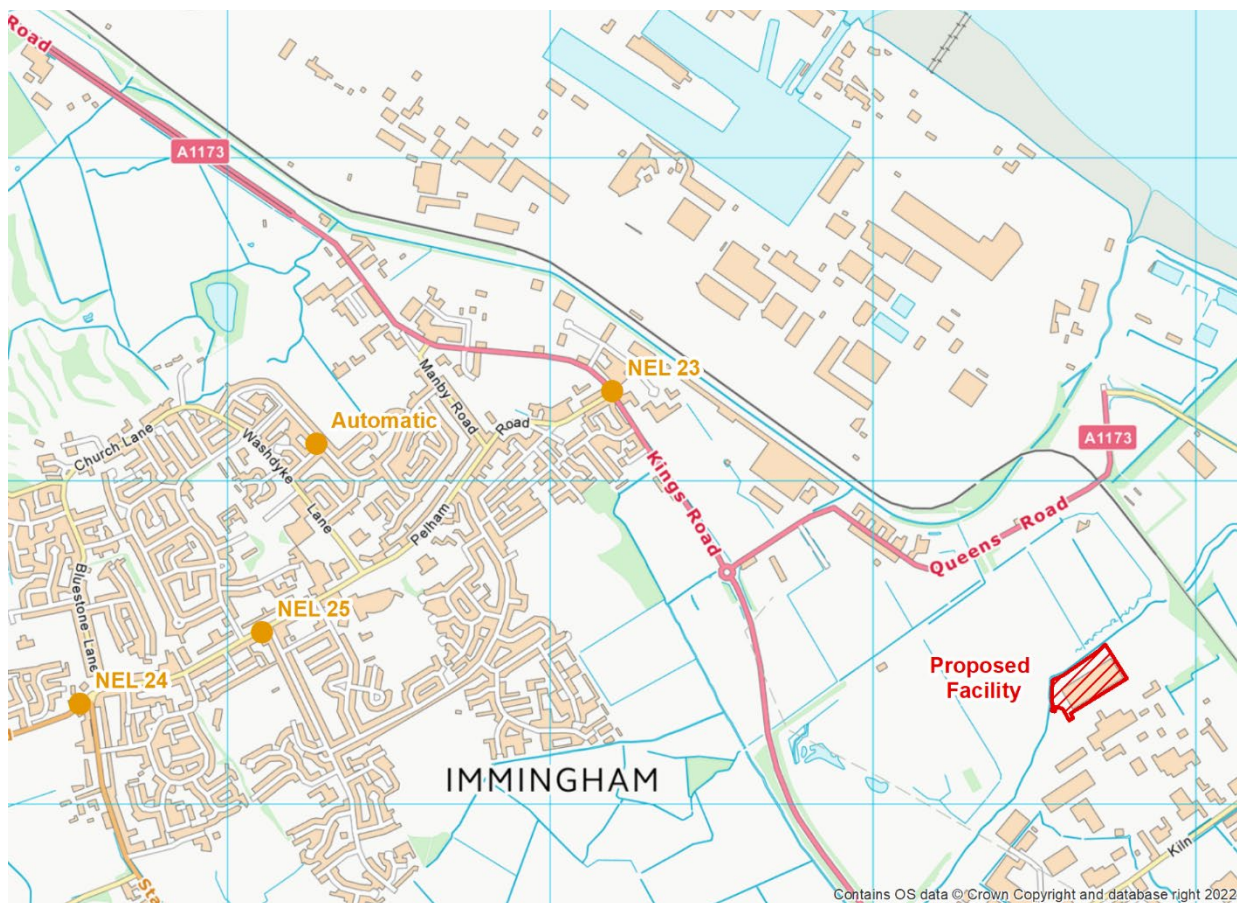 Road
A1173
NEL 23
Automatic
Manby Road
Road
Church Lane
Washdyke
Lane
Pelham
Kings Road
A1173
Queens Road
Bluestone Lane
NEL 25
NEL 24
Proposed
Facility
IMMINGHAM
Kiln
Sta
Contains OS data © Crown Copyright and database right 2022